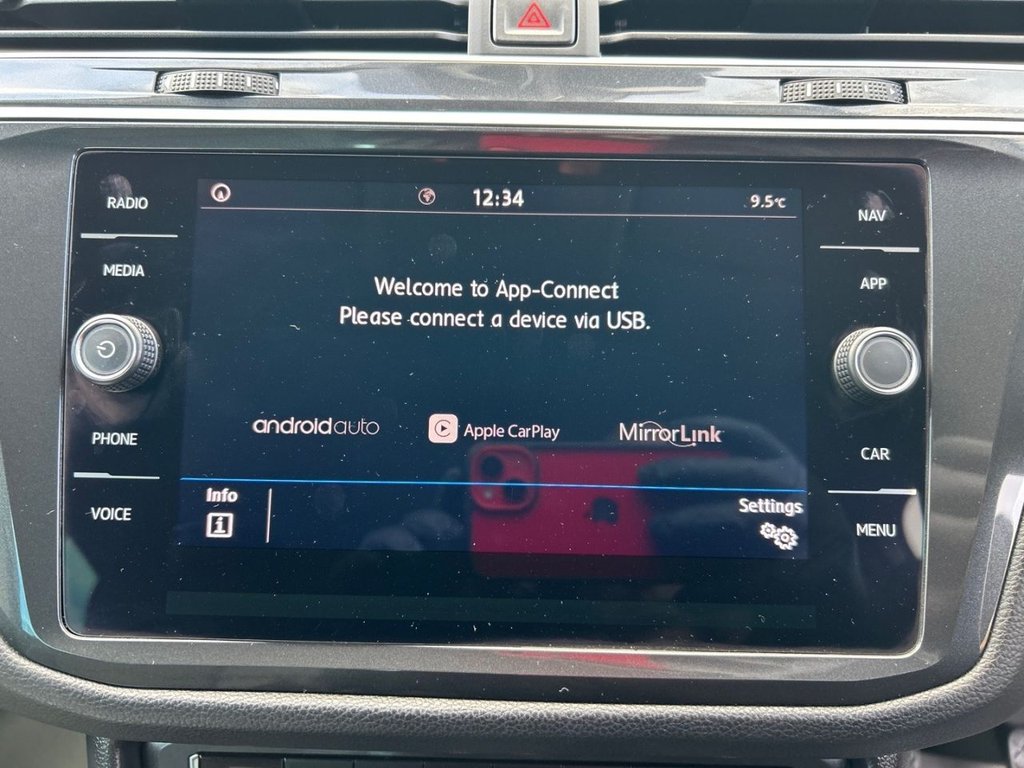 RADIO
MEDIA
PHONE
VOICE
12:34
9.5°C
Welcome to App-Connect
Please connect a device via USB.
androidauto
Apple CarPlay
MirrorLink
Info
i
Settings
NAV
APP
CAR
MENU